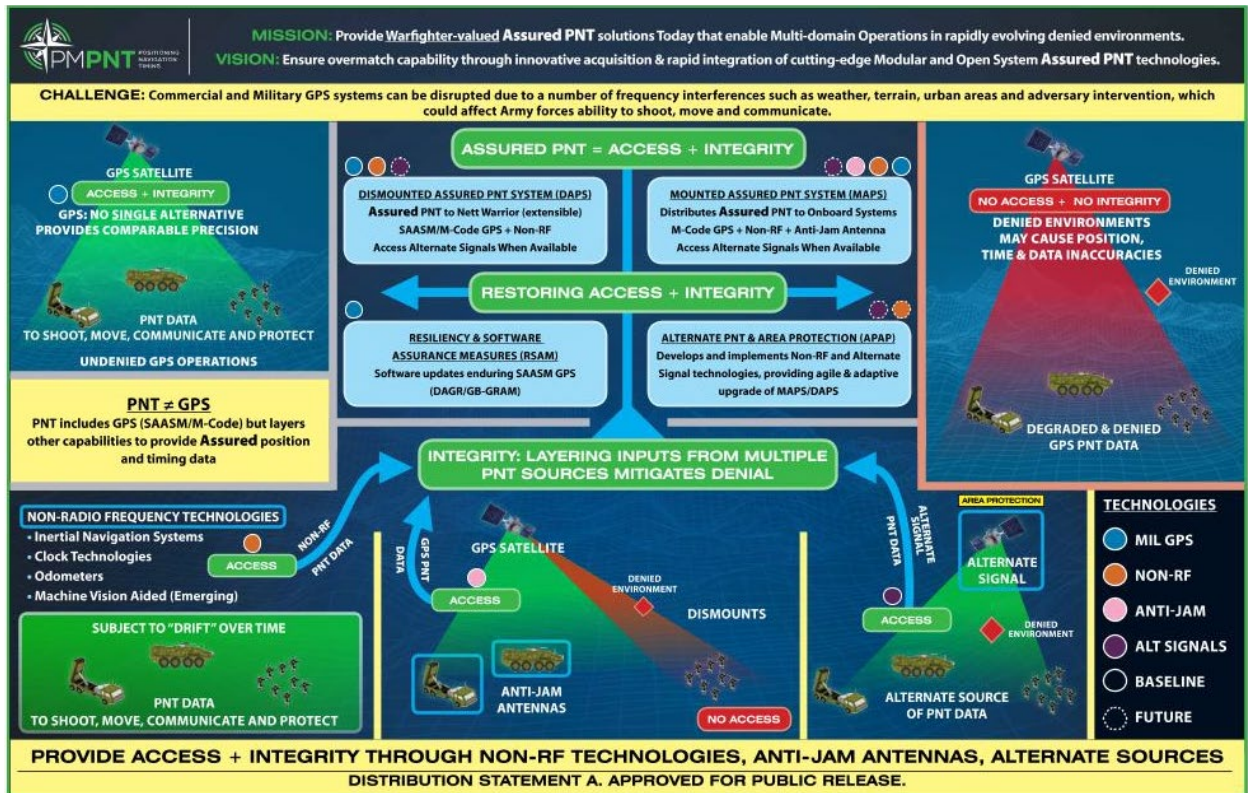 PMPNT POSITIONING
NAVIGATION
TIMING
MISSION: Provide Warfighter-valued Assured PNT solutions Today that enable Multi-domain Operations in rapidly evolving denied environments.
VISION: Ensure overmatch capability through innovative acquisition & rapid integration of cutting-edge Modular and Open System Assured PNT technologies.
CHALLENGE: Commercial and Military GPS systems can be disrupted due to a number of frequency interferences such as weather, terrain, urban areas and adversary intervention, which
could affect Army forces ability to shoot, move and communicate.
GPS SATELLITE
ACCESS + INTEGRITY
GPS: NO SINGLE ALTERNATIVE
PROVIDES COMPARABLE PRECISION
PNT DATA
TO SHOOT, MOVE, COMMUNICATE AND PROTECT
UNDENIED GPS OPERATIONS
PNT ≠ GPS
PNT includes GPS (SAASM/M-Code) but layers
other capabilities to provide Assured position
and timing data
ASSURED PNT = ACCESS + INTEGRITY
DISMOUNTED ASSURED PNT SYSTEM (DAPS)
Assured PNT to Nett Warrior (extensible)
SAASM/M-Code GPS + Non-RF
Access Alternate Signals When Available
MOUNTED ASSURED PNT SYSTEM (MAPS)
Distributes Assured PNT to Onboard Systems
M-Code GPS + Non-RF + Anti-Jam Antenna
Access Alternate Signals When Available
RESTORING ACCESS + INTEGRITY
RESILIENCY & SOFTWARE
ASSURANCE MEASURES (RSAM)
Software updates enduring SAASM GPS
(DAGR/GB-GRAM)
ALTERNATE PNT & AREA PROTECTION (APAP)
Develops and implements Non-RF and Alternate
Signal technologies, providing agile & adaptive
upgrade of MAPS/DAPS
GPS SATELLITE
NO ACCESS + NO INTEGRITY
DENIED ENVIRONMENTS
MAY CAUSE POSITION,
TIME & DATA INACCURACIES
DENIED
ENVIRONMENT
DEGRADED & DENIED
GPS PNT DATA
INTEGRITY: LAYERING INPUTS FROM MULTIPLE
PNT SOURCES MITIGATES DENIAL
NON-RADIO FREQUENCY TECHNOLOGIES
• Inertial Navigation Systems
• Clock Technologies
• Odometers
• Machine Vision Aided (Emerging)
ACCESS
NON-RF
PNT DATA
SUBJECT TO "DRIFT" OVER TIME
PNT DATA
TO SHOOT, MOVE, COMMUNICATE AND PROTECT
GPS PNT
DATA
GPS SATELLITE
ACCESS
DENIED
ENVIRONMENT
DISMOUNTS
ANTI-JAM
ANTENNAS
NO ACCESS
ALTERNATE
SIGNAL
PNT DATA
ACCESS
AREA PROTECTION
ALTERNATE
SIGNAL
DENIED
ENVIRONMENT
ALTERNATE SOURCE
OF PNT DATA
TECHNOLOGIES
MIL GPS
NON-RF
ANTI-JAM
ALT SIGNALS
BASELINE
FUTURE
PROVIDE ACCESS + INTEGRITY THROUGH NON-RF TECHNOLOGIES, ANTI-JAM ANTENNAS, ALTERNATE SOURCES
DISTRIBUTION STATEMENT A. APPROVED FOR PUBLIC RELEASE.